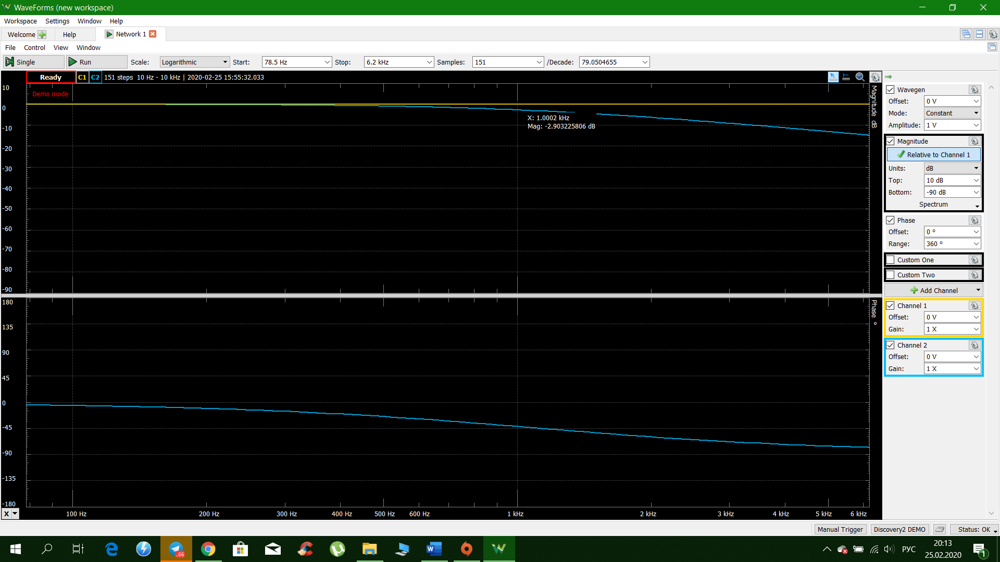 WaveForms (new workspace)
Workspace Settings Window Help
Welcome Help Network 1
File Control View Window
Single Run Scale: Logarithmic Start: 78.5 Hz Stop: 6.2 kHz Samples: 151 /Decade: 79.0504655
Ready C1 C2 151 steps 10 Hz - 10 kHz | 2020-02-25 15:55:32.033
Demo mode
10
0
-10
-20
-30
-40
-50
-60
-70
-80
-90
X: 1.0002 kHz
Mag: -2.903225806 dB
Magnitude dB
180
135
90
45
0
-45
-90
-135
-180
Phase º
X 100 Hz 200 Hz 300 Hz 400 Hz 500 Hz 600 Hz 1 kHz 2 kHz 3 kHz 4 kHz 5 kHz 6 kHz
Wavegen
Offset: 0 V
Mode: Constant
Amplitude: 1 V
Magnitude
Relative to Channel 1
Units: dB
Top: 10 dB
Bottom: -90 dB
Spectrum
Phase
Offset: 0 º
Range: 360 º
Custom One
Custom Two
Add Channel
Channel 1
Offset: 0 V
Gain: 1 X
Channel 2
Offset: 0 V
Gain: 1 X
Manual Trigger Discovery2 DEMO Status: OK
..66
РУС
20:13
25.02.2020
1